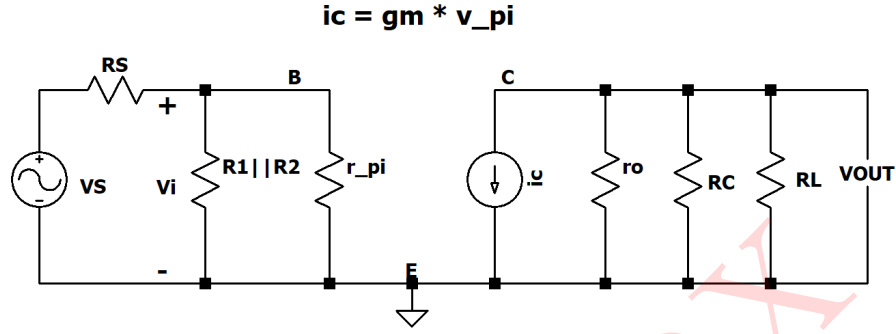 ic = gm * v_pi
RS
B
C
+
R1||R2
r_pi
ro
VOUT
VS
Vi
ic
RC
RL
-
E